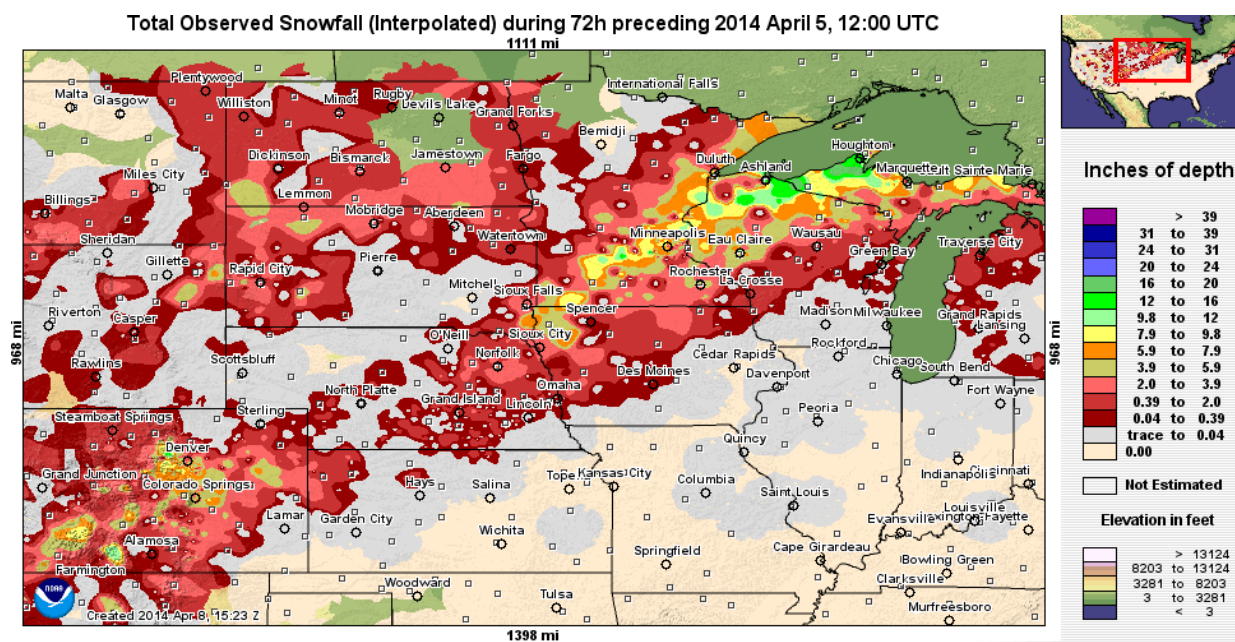 Total Observed Snowfall (Interpolated) during 72h preceding 2014 April 5, 12:00 UTC
1111 mi
968 mi
968 mi
1398 mi
Malta
Glasgow
Plentywood
Williston
Minot
Rugby
Devils Lake
Grand Forks
International Falls
Bemidji
Miles City
Billings
Dickinson
Bismarck
Jamestown
Fargo
Duluth
Ashland
Houghton
Marquette
ult Sainte Marie
Lemmon
Mobridge
Aberdeen
Watertown
Minneapolis
Eau Claire
Wausau
Green Bay
Traverse City
Sheridan
Gillette
Rapid City
Pierre
Mitchell
Sioux Falls
Rochester
La Crosse
Riverton
Casper
Spencer
Madison
Milwaukee
Grand Rapids
Lansing
Rawlins
Scottsbluff
O'Neill
Sioux City
Norfolk
Cedar Rapids
Rockford
Chicago
South Bend
Des Moines
Davenport
Fort Wayne
North Platte
Omaha
Steamboat Springs
Sterling
Grand Island
Lincoln
Peoria
Denver
Quincy
Grand Junction
Colorado Springs
Hays
Salina
Tope
Kansas City
Columbia
Saint Louis
Indianapolis
Cincinnati
Lamar
Garden City
Wichita
Evansville
Louisville
xington-Fayette
Alamosa
Farmington
Springfield
Cape Girardeau
Bowling Green
Woodward
Tulsa
Clarksville
Murfreesboro
NOAA
Created 2014 Apr 8, 15:23 Z
Inches of depth
> 39
31 to 39
24 to 31
20 to 24
16 to 20
12 to 16
9.8 to 12
7.9 to 9.8
5.9 to 7.9
3.9 to 5.9
2.0 to 3.9
0.39 to 2.0
0.04 to 0.39
trace to 0.04
0.00
Not Estimated
Elevation in feet
> 13124
8203 to 13124
3281 to 8203
3 to 3281
< 3